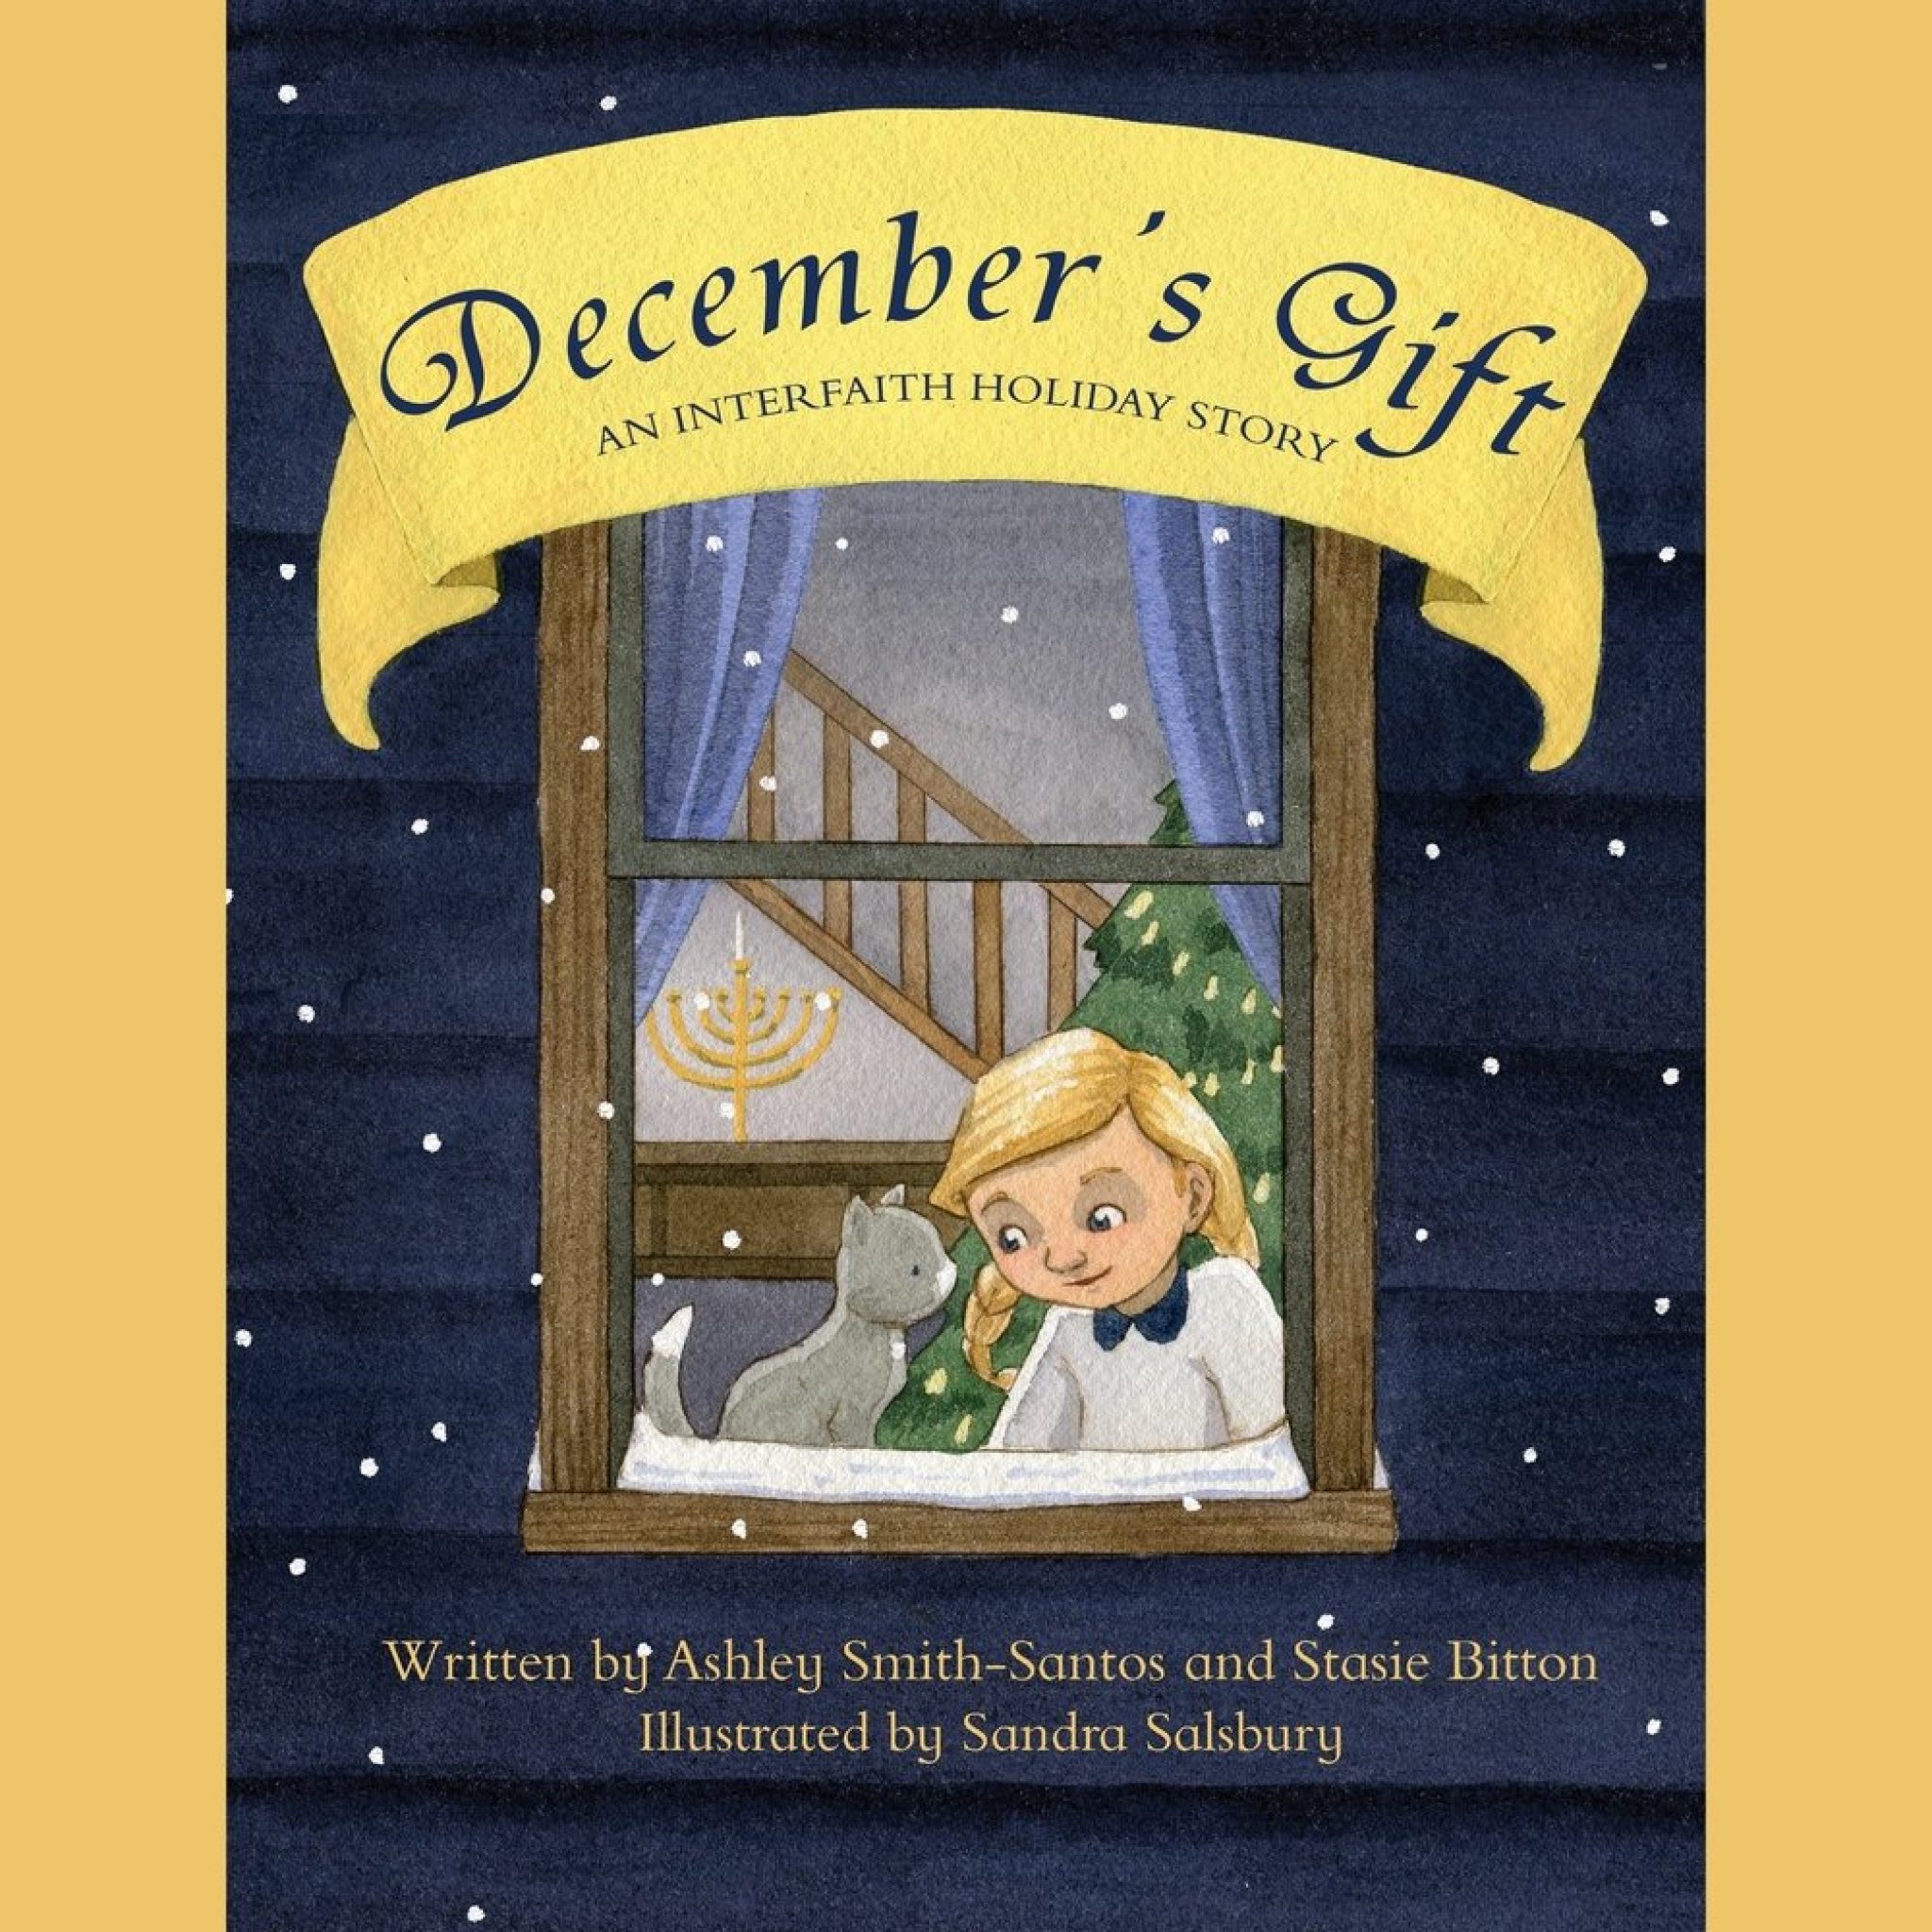 December's Gift
AN INTERFAITH HOLIDAY STORY
Written by Ashley Smith-Santos and Stasie Bitton
Illustrated by Sandra Salsbury